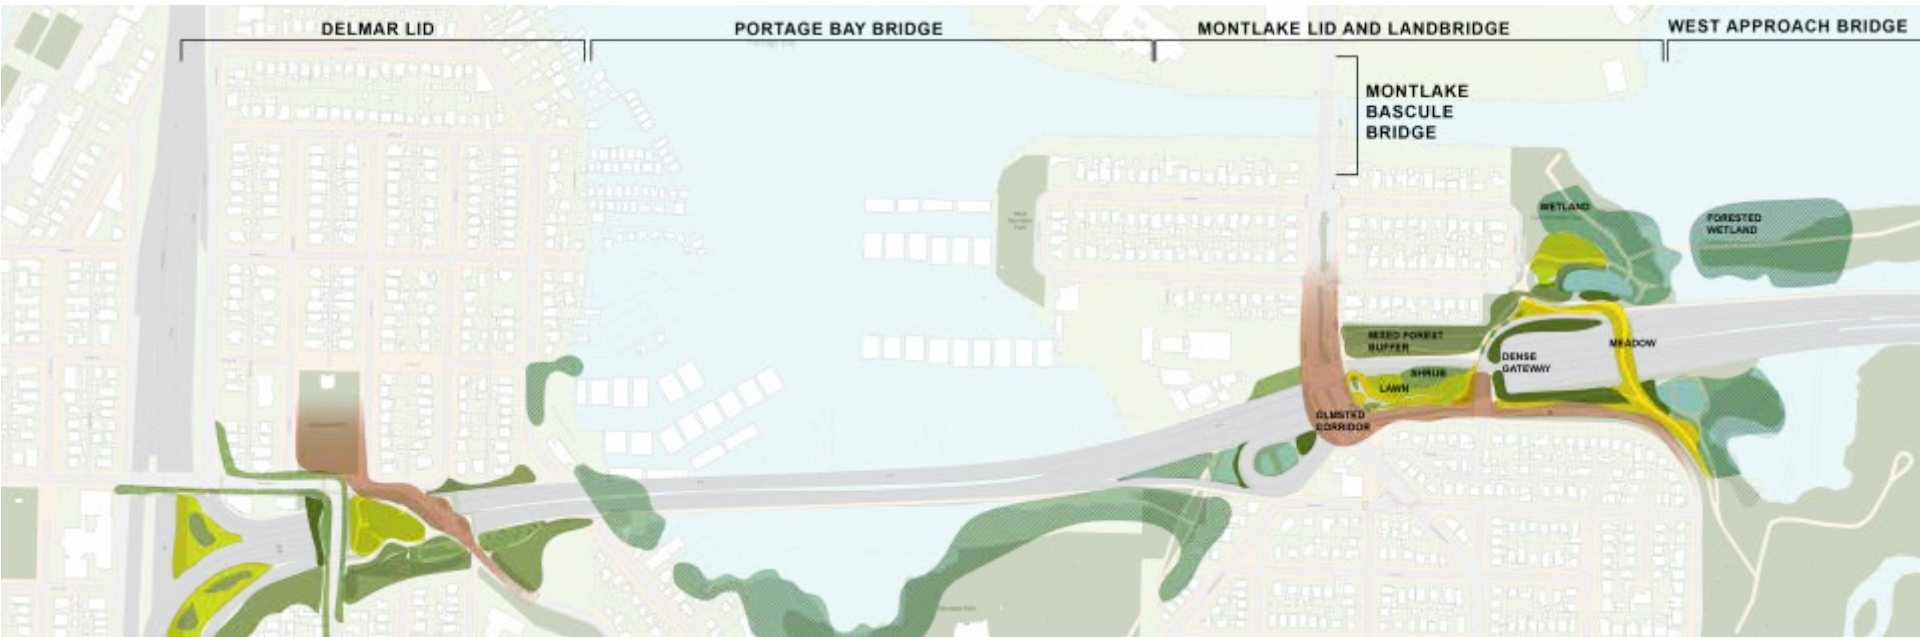 DELMAR LID
PORTAGE BAY BRIDGE
MONTLAKE LID AND LANDBRIDGE
WEST APPROACH BRIDGE
MONTLAKE
BASCULE
BRIDGE
WETLAND
FORESTED
WETLAND
MIXED FOREST
BUFFER
SHRUB
LAWN
DENSE
GATEWAY
MEADOW
OLMSTED
CORRIDOR